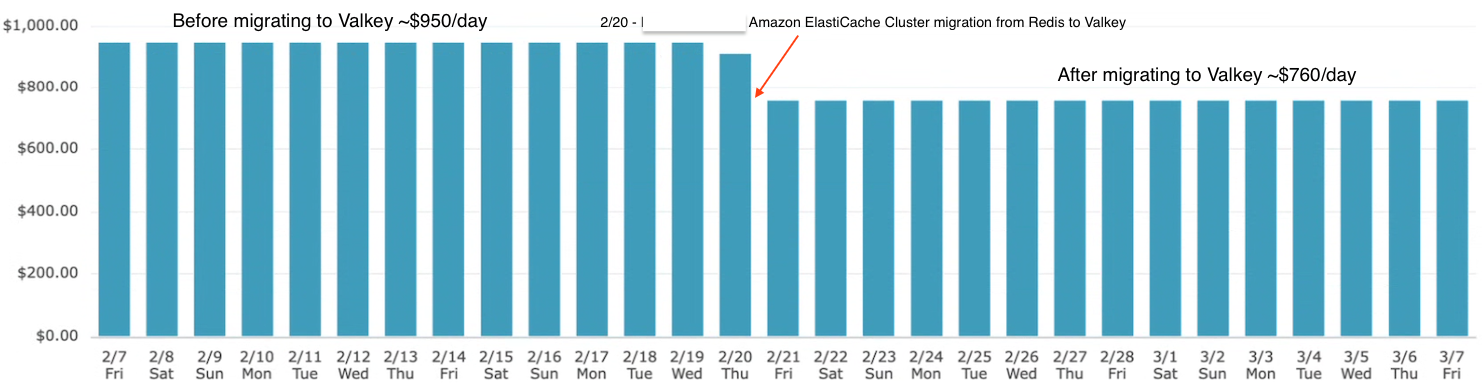 $1,000.00
Before migrating to Valkey ~$950/day
2/20 - Amazon ElastiCache Cluster migration from Redis to Valkey
After migrating to Valkey ~$760/day
$800.00
$600.00
$400.00
$200.00
$0.00
2/7 2/8 2/9 2/10 2/11 2/12 2/13 2/14 2/15 2/16 2/17 2/18 2/19 2/20 2/21 2/22 2/23 2/24 2/25 2/26 2/27 2/28 3/1 3/2 3/3 3/4 3/5 3/6 3/7
Fri Sat Sun Mon Tue Wed Thu Fri Sat Sun Mon Tue Wed Thu Fri Sat Sun Mon Tue Wed Thu Fri Sat Sun Mon Tue Wed Thu Fri